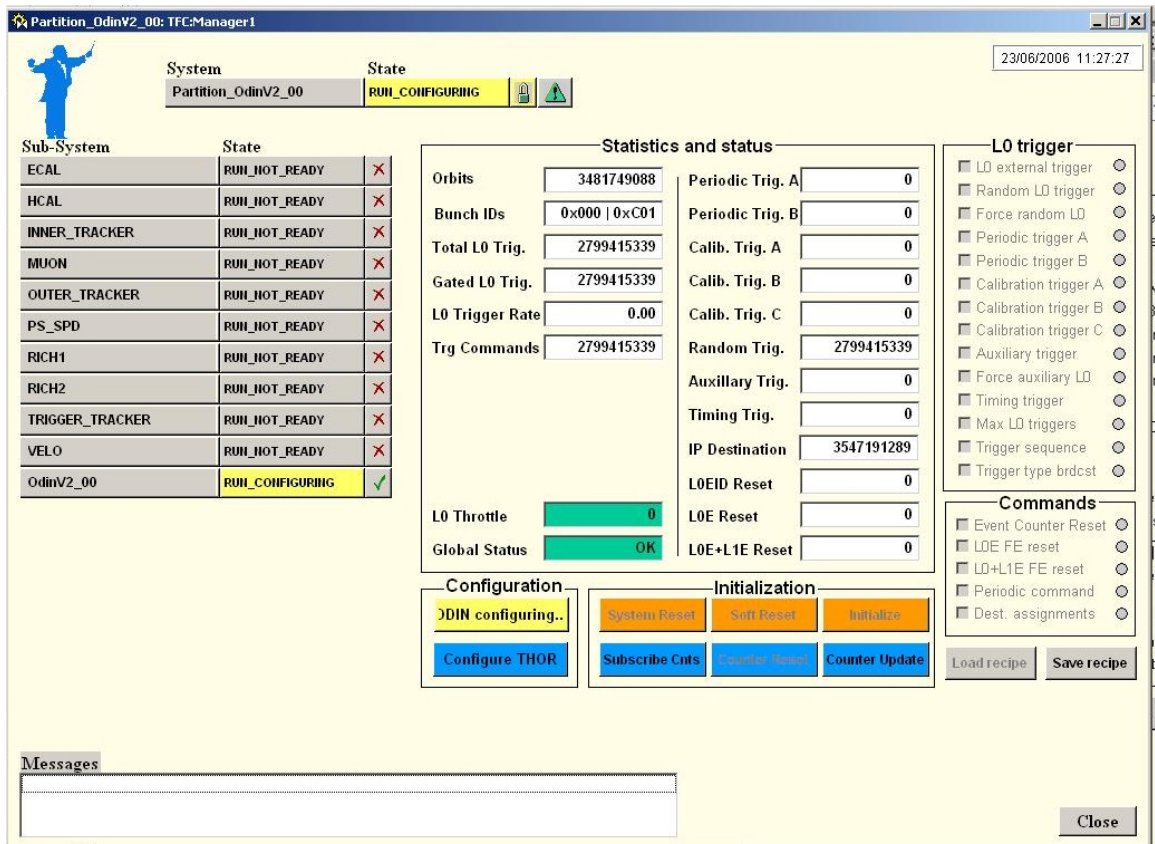 Partition_OdinV2_00: TFC:Manager1
23/06/2006 11:27:27
System State
Partition_OdinV2_00 RUN_CONFIGURING
Sub-System State
ECAL RUN_NOT_READY
HCAL RUN_NOT_READY
INNER_TRACKER RUN_NOT_READY
MUON RUN_NOT_READY
OUTER_TRACKER RUN_NOT_READY
PS_SPD RUN_NOT_READY
RICH1 RUN_NOT_READY
RICH2 RUN_NOT_READY
TRIGGER_TRACKER RUN_NOT_READY
VELO RUN_NOT_READY
OdinV2_00 RUN_CONFIGURING
Statistics and status
Orbits 3481749088
Bunch IDs 0x000 | 0xC01
Total L0 Trig. 2799415339
Gated L0 Trig. 2799415339
L0 Trigger Rate 0.00
Trg Commands 2799415339
L0 Throttle 0
Global Status OK
Periodic Trig. A 0
Periodic Trig. B 0
Calib. Trig. A 0
Calib. Trig. B 0
Calib. Trig. C 0
Random Trig. 2799415339
Auxillary Trig. 0
Timing Trig. 0
IP Destination 3547191289
L0EID Reset 0
L0E Reset 0
L0E+L1E Reset 0
L0 trigger
L0 external trigger
Random L0 trigger
Force random L0
Periodic trigger A
Periodic trigger B
Calibration trigger A
Calibration trigger B
Calibration trigger C
Auxiliary trigger
Force auxiliary L0
Timing trigger
Max L0 triggers
Trigger sequence
Trigger type brdcst
Commands
Event Counter Reset
L0E FE reset
L0+L1E FE reset
Periodic command
Dest. assignments
Configuration
ODIN configuring..
Configure THOR
Initialization
System Reset Soft Reset Initialize
Subscribe Cnts Counter Reset Counter Update
Load recipe Save recipe
Messages
Close